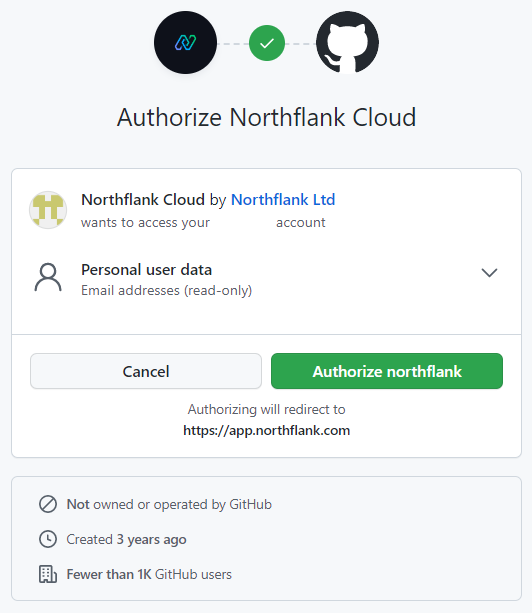 Authorize Northflank Cloud
Northflank Cloud by Northflank Ltd
wants to access your account
Personal user data
Email addresses (read-only)
Cancel
Authorize northflank
Authorizing will redirect to
https://app.northflank.com
Not owned or operated by GitHub
Created 3 years ago
Fewer than 1K GitHub users